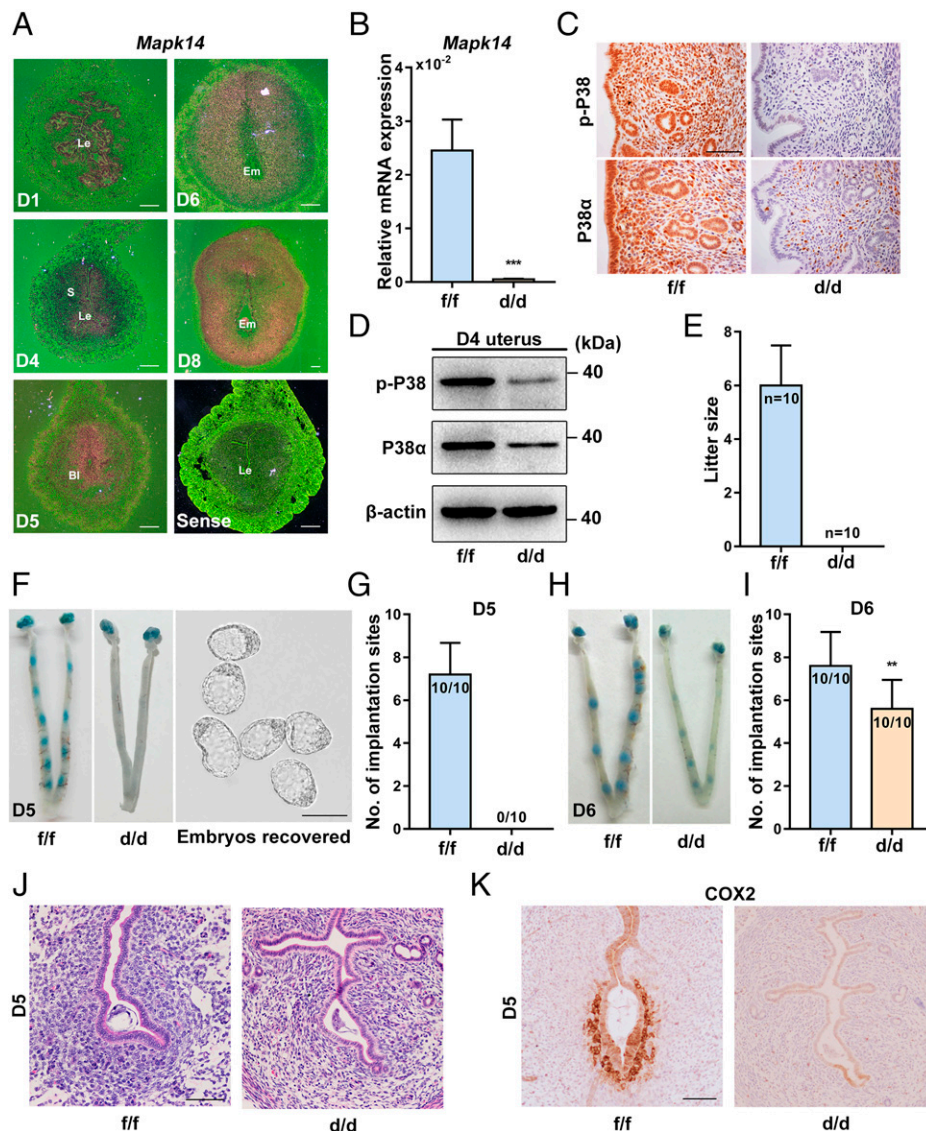 A
Mapk14
Le
D1
Em
D6
S
Le
D4
Em
D8
Bl
D5
Le
Sense
B
Mapk14
×10⁻²
Relative mRNA expression
4
3
2
1
0
***
f/f
d/d
C
p-P38
P38α
f/f
d/d
D
D4 uterus
(kDa)
p-P38
40
P38α
40
β-actin
40
f/f
d/d
E
Litter size
8
6
4
2
0
n=10
n=10
f/f
d/d
F
D5
f/f
d/d
Embryos recovered
G
D5
No. of implantation sites
10
8
6
4
2
0
10/10
0/10
f/f
d/d
H
D6
f/f
d/d
I
D6
No. of implantation sites
10
8
6
4
2
0
10/10
**
10/10
f/f
d/d
J
D5
f/f
d/d
K
COX2
D5
f/f
d/d